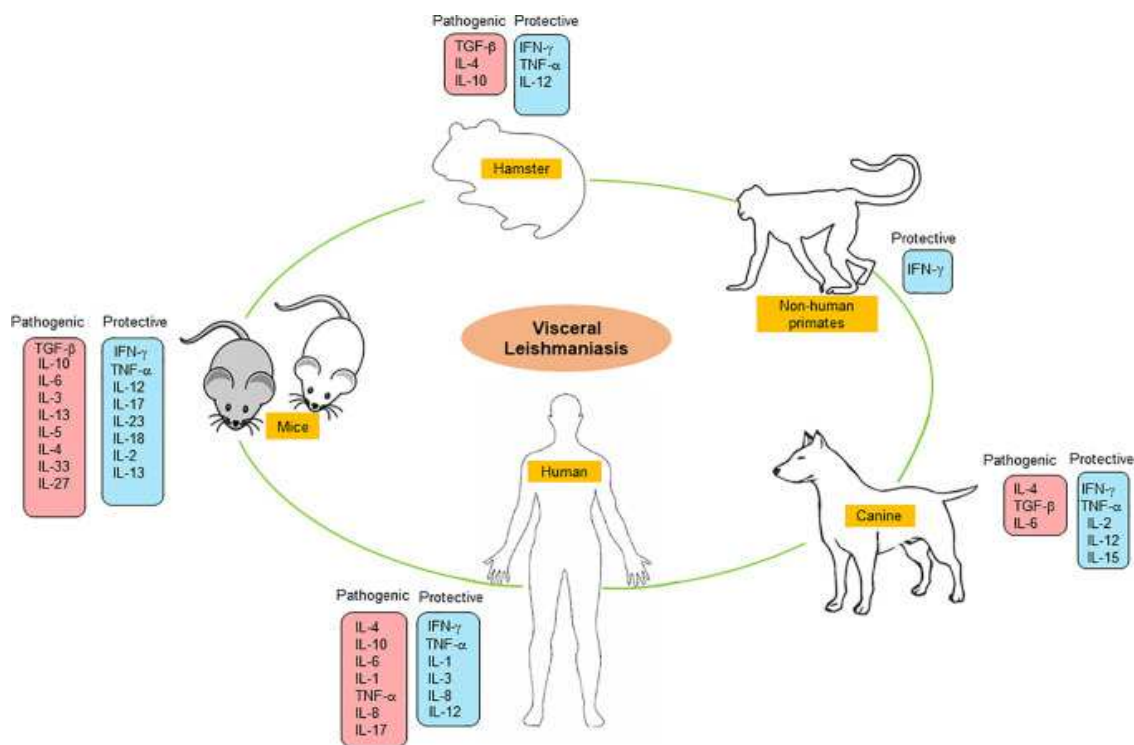 Pathogenic
TGF-β
IL-4
IL-10
Protective
IFN-γ
TNF-α
IL-12
Hamster
Protective
IFN-γ
Non-human
primates
Pathogenic
TGF-β
IL-10
IL-6
IL-3
IL-13
IL-5
IL-4
IL-33
IL-27
Protective
IFN-γ
TNF-α
IL-12
IL-17
IL-23
IL-18
IL-2
IL-13
Mice
Visceral
Leishmaniasis
Human
Pathogenic
IL-4
TGF-β
IL-6
Protective
IFN-γ
TNF-α
IL-2
IL-12
IL-15
Canine
Pathogenic
IL-4
IL-10
IL-6
IL-1
TNF-α
IL-8
IL-17
Protective
IFN-γ
TNF-α
IL-1
IL-3
IL-8
IL-12